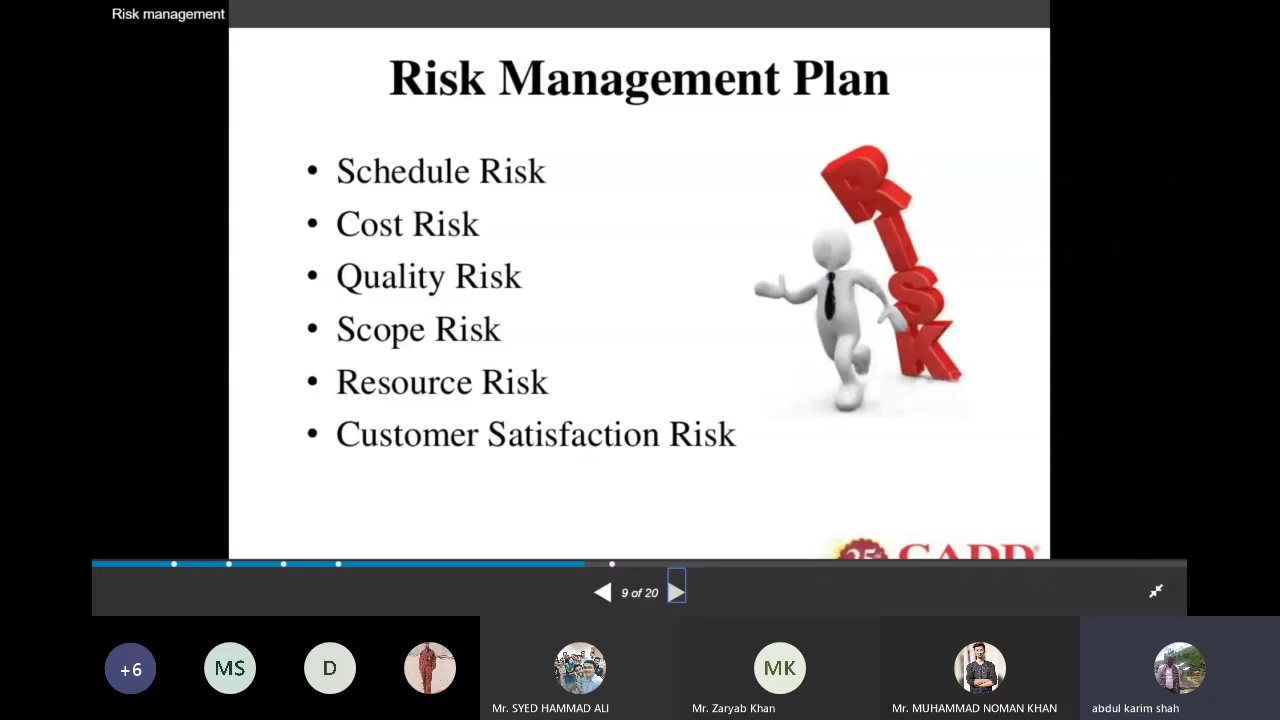 Risk management
Risk Management Plan
• Schedule Risk
• Cost Risk
• Quality Risk
• Scope Risk
• Resource Risk
• Customer Satisfaction Risk
RISK
25
CADD
9 of 20
+6
MS
D
MK
Mr. SYED HAMMAD ALI
Mr. Zaryab Khan
Mr. MUHAMMAD NOMAN KHAN
abdul karim shah